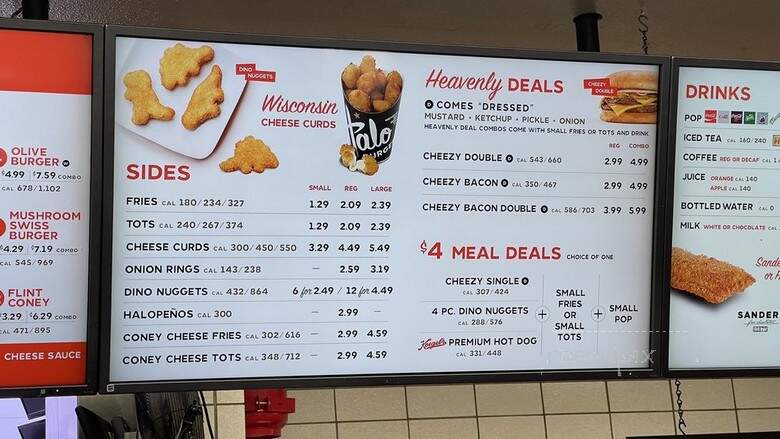 OLIVE
BURGER
$4.99 $7.59 COMBO
CAL 678/1.102
MUSHROOM
SWISS
BURGER
$4.29 $7.19 COMBO
CAL 545/969
FLINT
CONEY
$3.29 $6.29 COMBO
CAL 471/895
CHEESE SAUCE
DINO
NUGGETS
Wisconsin
CHEESE CURDS
SIDES
SMALL REG LARGE
FRIES CAL 180/234/327 1.29 2.09 2.39
TOTS CAL 240/267/374 1.29 2.09 2.39
CHEESE CURDS CAL 300/450/550 3.29 4.49 5.49
ONION RINGS CAL 143/238 — 2.59 3.19
DINO NUGGETS CAL 432/864 6 for 2.49 / 12 for 4.49
HALOPEÑOS CAL 300 — 2.99 —
CONEY CHEESE FRIES CAL 302/616 — 2.99 4.59
CONEY CHEESE TOTS CAL 348/712 — 2.99 4.59
Heavenly DEALS
CHEEZY
DOUBLE
COMES "DRESSED"
MUSTARD • KETCHUP • PICKLE • ONION
HEAVENLY DEAL COMBOS COME WITH SMALL FRIES OR TOTS AND DRINK
REG COMBO
CHEEZY DOUBLE CAL 543/660 2.99 4.99
CHEEZY BACON CAL 350/467 2.99 4.99
CHEEZY BACON DOUBLE CAL 586/703 3.99 5.99
$4 MEAL DEALS CHOICE OF ONE
CHEEZY SINGLE
CAL 307/424
4 PC. DINO NUGGETS
CAL 288/576
Koegel's PREMIUM HOT DOG
CAL 331/448
+
SMALL
FRIES
OR
SMALL
TOTS
+
SMALL
POP
DRINKS
POP
ICED TEA CAL 160/240
COFFEE REG OR DECAF CAL
JUICE ORANGE CAL 140
APPLE CAL 140
BOTTLED WATER CAL 0
MILK WHITE OR CHOCOLATE CAL
SANDER